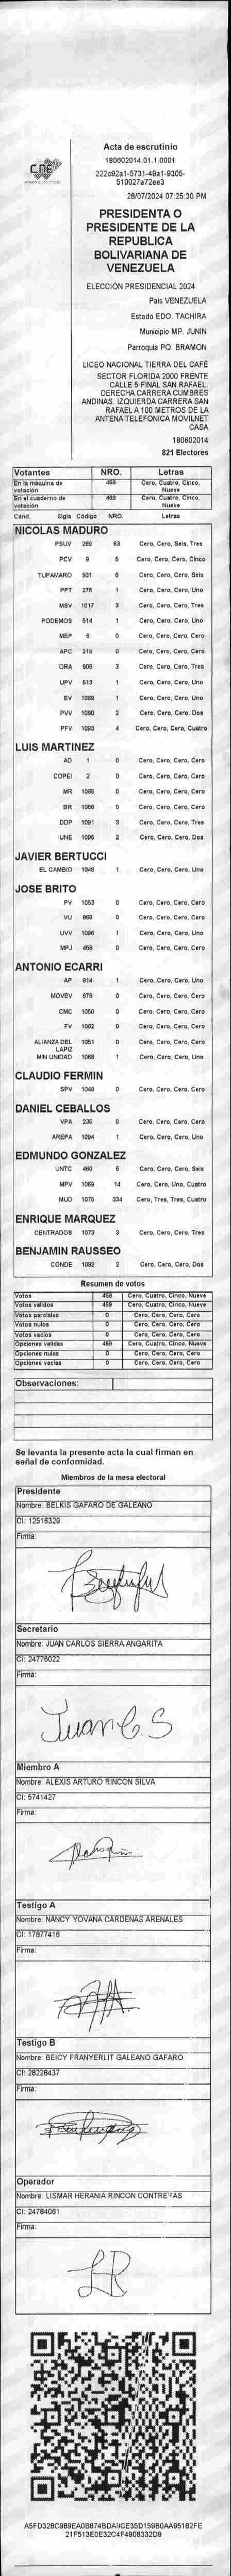 cne
Acta de escrutinio
180602014.01.1.0001
28/07/2024 07:25:30 PM
PRESIDENTA O
PRESIDENTE DE LA
REPUBLICA
BOLIVARIANA DE
VENEZUELA
ELECCIÓN PRESIDENCIAL 2024
Pais VENEZUELA
Estado EDO. TACHIRA
Municipio MP. JUNIN
Parroquia PQ. BRAMON
LICEO NACIONAL TIERRA DEL CAFÉ
SECTOR FLORIDA 2000 FRENTE
CALLE 5 FINAL SAN RAFAEL.
DERECHA CARRERA CUMBRES
ANDINAS. IZQUIERDA CARRERA SAN
RAFAEL A 100 METROS DE LA
ANTENA TELEFONICA MOVILNET
CASA
180602014
821 Electores
Votantes NRO. Letras
En la máquina de votación 459 Cero, Cuatro, Cinco, Nueve
En el cuaderno de votación 459 Cero, Cuatro, Cinco, Nueve
Cand. Sigla Código NRO. Letras
NICOLAS MADURO
PSUV 269 63 Cero, Cero, Seis, Tres
PCV 9 5 Cero, Cero, Cero, Cinco
TUPAMARO 931 6 Cero, Cero, Cero, Seis
PPT 276 1 Cero, Cero, Cero, Uno
MSV 1017 3 Cero, Cero, Cero, Tres
PODEMOS 514 1 Cero, Cero, Cero, Uno
MEP 6 0 Cero, Cero, Cero, Cero
APC 219 0 Cero, Cero, Cero, Cero
ORA 906 3 Cero, Cero, Cero, Tres
UPV 513 1 Cero, Cero, Cero, Uno
EV 1089 1 Cero, Cero, Cero, Uno
PVV 1090 2 Cero, Cero, Cero, Dos
PFV 1093 4 Cero, Cero, Cero, Cuatro
LUIS MARTINEZ
AD 1 0 Cero, Cero, Cero, Cero
COPEI 2 0 Cero, Cero, Cero, Cero
MR 1065 0 Cero, Cero, Cero, Cero
BR 1066 0 Cero, Cero, Cero, Cero
DDP 1091 3 Cero, Cero, Cero, Tres
UNE 1095 2 Cero, Cero, Cero, Dos
JAVIER BERTUCCI
EL CAMBIO 1048 1 Cero, Cero, Cero, Uno
JOSE BRITO
PV 1053 0 Cero, Cero, Cero, Cero
VU 868 0 Cero, Cero, Cero, Cero
UVV 1096 1 Cero, Cero, Cero, Uno
MPJ 458 0 Cero, Cero, Cero, Cero
ANTONIO ECARRI
AP 914 1 Cero, Cero, Cero, Uno
MOVEV 878 0 Cero, Cero, Cero, Cero
CMC 1050 0 Cero, Cero, Cero, Cero
FV 1062 0 Cero, Cero, Cero, Cero
ALIANZA DEL LAPIZ 1051 0 Cero, Cero, Cero, Cero
MIN UNIDAD 1068 1 Cero, Cero, Cero, Uno
CLAUDIO FERMIN
SPV 1049 0 Cero, Cero, Cero, Cero
DANIEL CEBALLOS
VPA 236 0 Cero, Cero, Cero, Cero
AREPA 1094 1 Cero, Cero, Cero, Uno
EDMUNDO GONZALEZ
UNTC 460 6 Cero, Cero, Cero, Seis
MPV 1069 14 Cero, Cero, Uno, Cuatro
MUD 1075 334 Cero, Tres, Tres, Cuatro
ENRIQUE MARQUEZ
CENTRADOS 1073 3 Cero, Cero, Cero, Tres
BENJAMIN RAUSSEO
CONDE 1092 2 Cero, Cero, Cero, Dos
Resumen de votos
Votos 459 Cero, Cuatro, Cinco, Nueve
Votos válidos 459 Cero, Cuatro, Cinco, Nueve
Votos parciales 0 Cero, Cero, Cero, Cero
Votos nulos 0 Cero, Cero, Cero, Cero
Votos vacíos 0 Cero, Cero, Cero, Cero
Opciones válidas 459 Cero, Cuatro, Cinco, Nueve
Opciones nulas 0 Cero, Cero, Cero, Cero
Opciones vacías 0 Cero, Cero, Cero, Cero
Observaciones:
Se levanta la presente acta la cual firman en
señal de conformidad.
Miembros de la mesa electoral
Presidente
Nombre: BELKIS GAFARO DE GALEANO
CI: 12516329
Firma:
Secretario
Nombre: JUAN CARLOS SIERRA ANGARITA
CI: 24776022
Firma:
Juan C. S
Miembro A
Nombre: ALEXIS ARTURO RINCON SILVA
CI: 5741427
Firma:
Testigo A
Nombre: NANCY YOVANA CARDENAS ARENALES
CI: 17877416
Firma:
Testigo B
Nombre: BEICY FRANYERLIT GALEANO GAFARO
CI: 28228437
Firma:
Operador
Nombre: LISMAR HERANIA RINCON
CI: 24784061
Firma:
LR
21F513E0E32C4F4908332D9